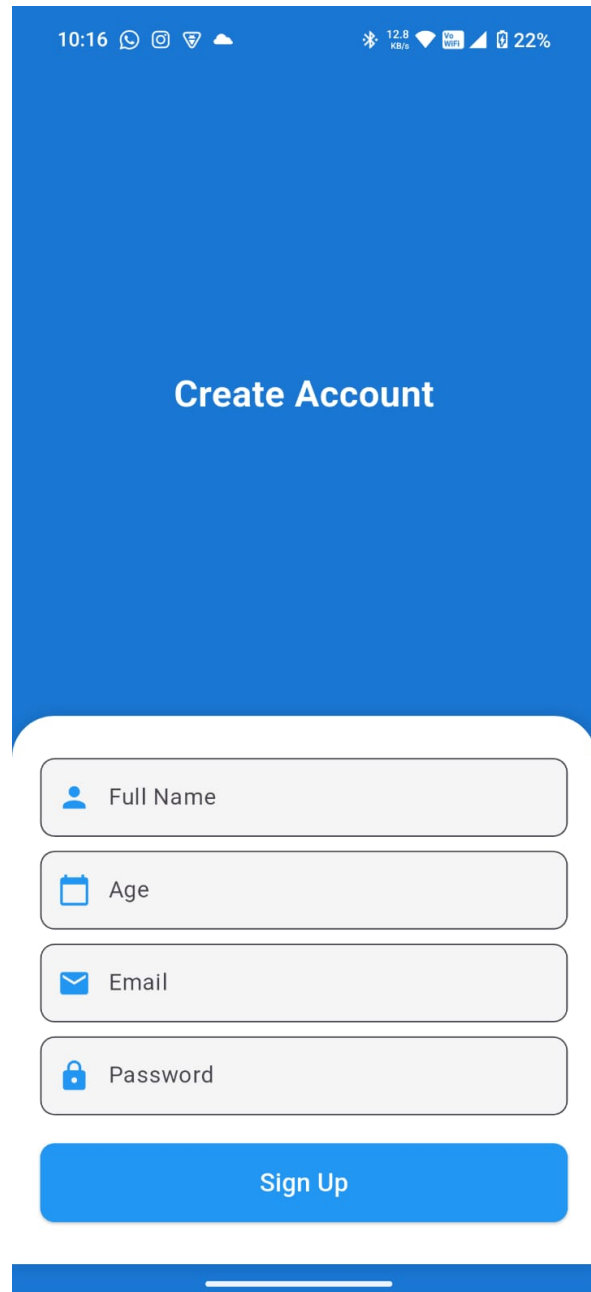 10:16 12.8 KB/s Vo WiFi 22%
Create Account
Full Name
Age
Email
Password
Sign Up